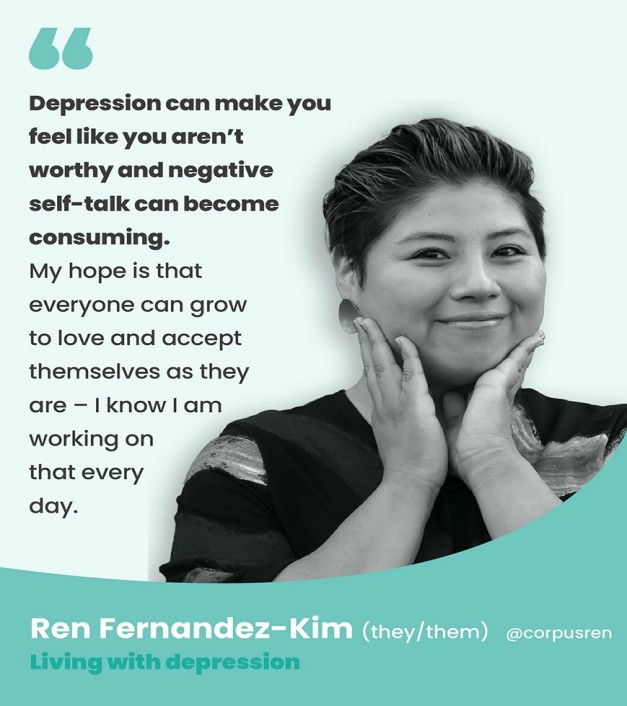 “
Depression can make you
feel like you aren’t
worthy and negative
self-talk can become
consuming.
My hope is that
everyone can grow
to love and accept
themselves as they
are – I know I am
working on
that every
day.
Ren Fernandez-Kim (they/them) @corpusren
Living with depression